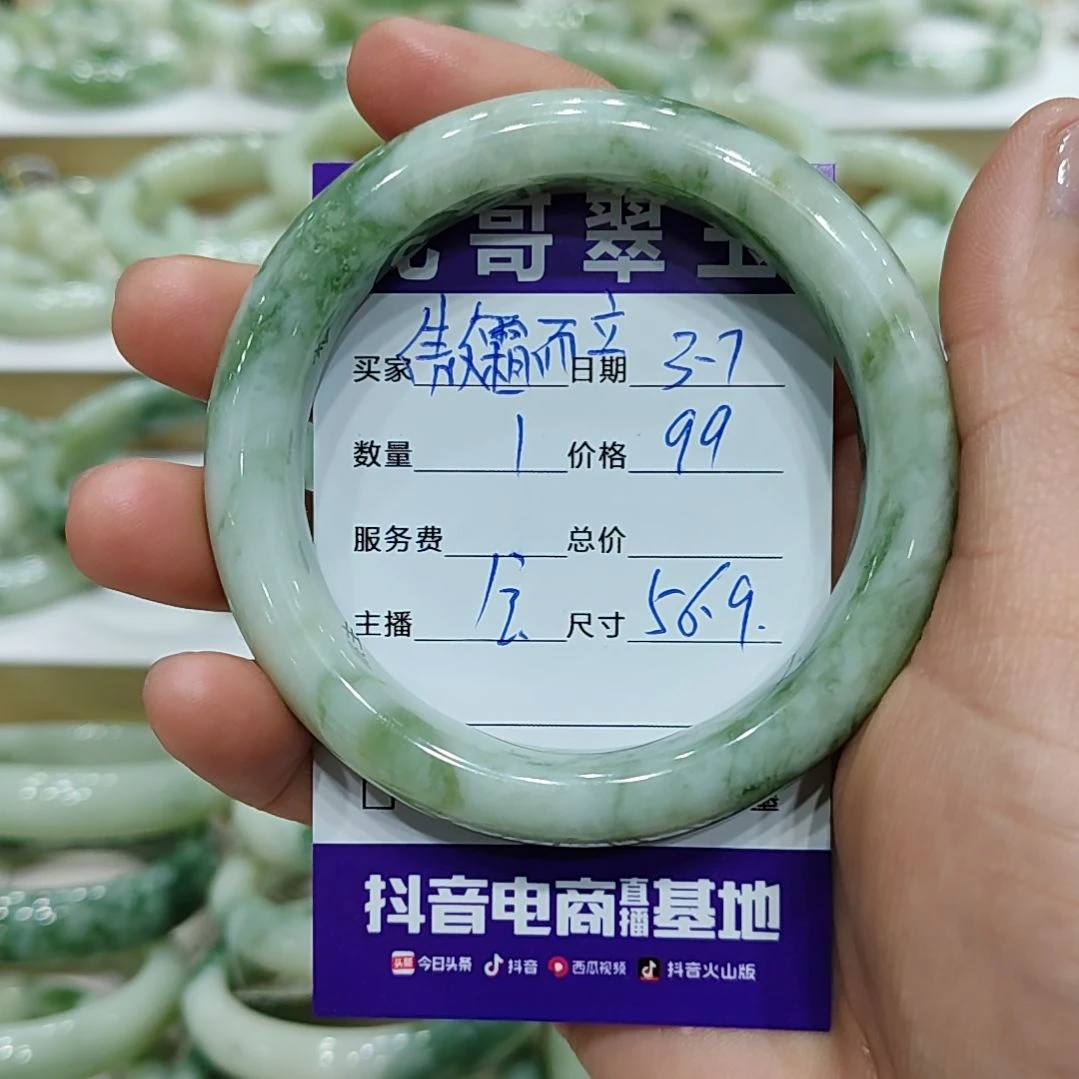 哥翠玉
买家 傲霜而立 日期 3-7
数量 1 价格 99
服务费 总价
主播 尺寸 56.9.
抖音电商直播基地
今日头条 抖音 西瓜视频 抖音火山版